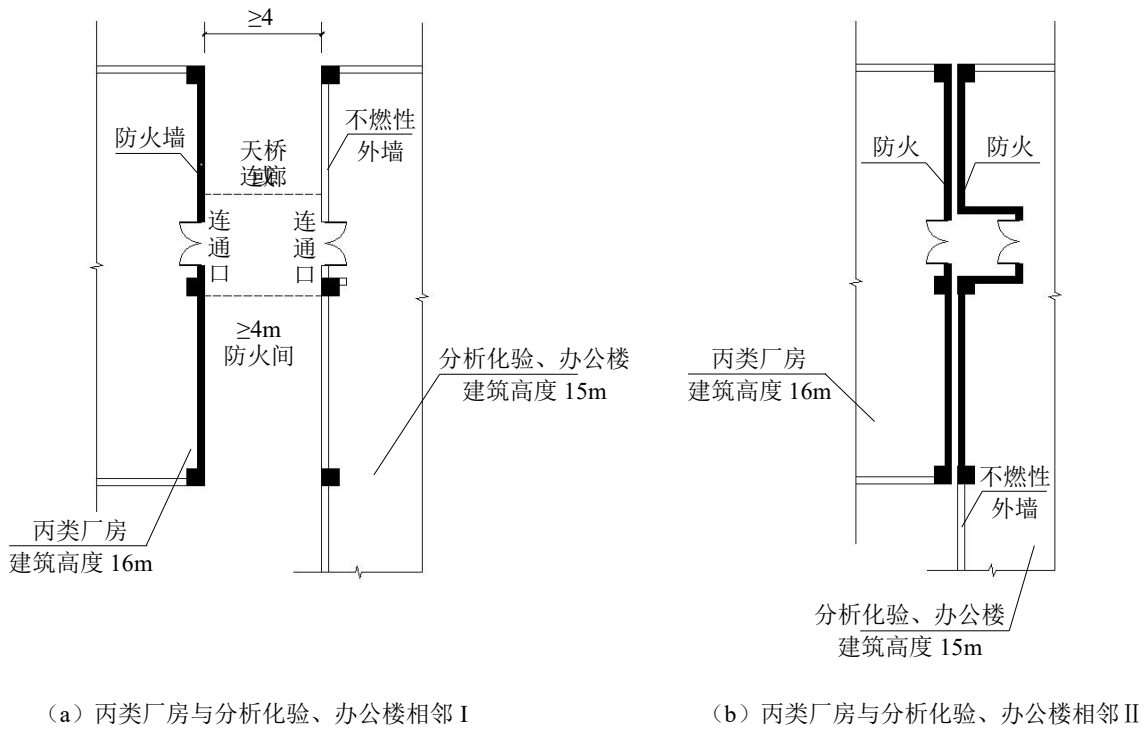 ≥4
防火墙
天桥
或
连廊
不燃性
外墙
连
通
口
连
通
口
≥4m
防火间
分析化验、办公楼
建筑高度 15m
丙类厂房
建筑高度 16m
(a)丙类厂房与分析化验、办公楼相邻 I
防火
防火
丙类厂房
建筑高度 16m
不燃性
外墙
分析化验、办公楼
建筑高度 15m
(b)丙类厂房与分析化验、办公楼相邻 II